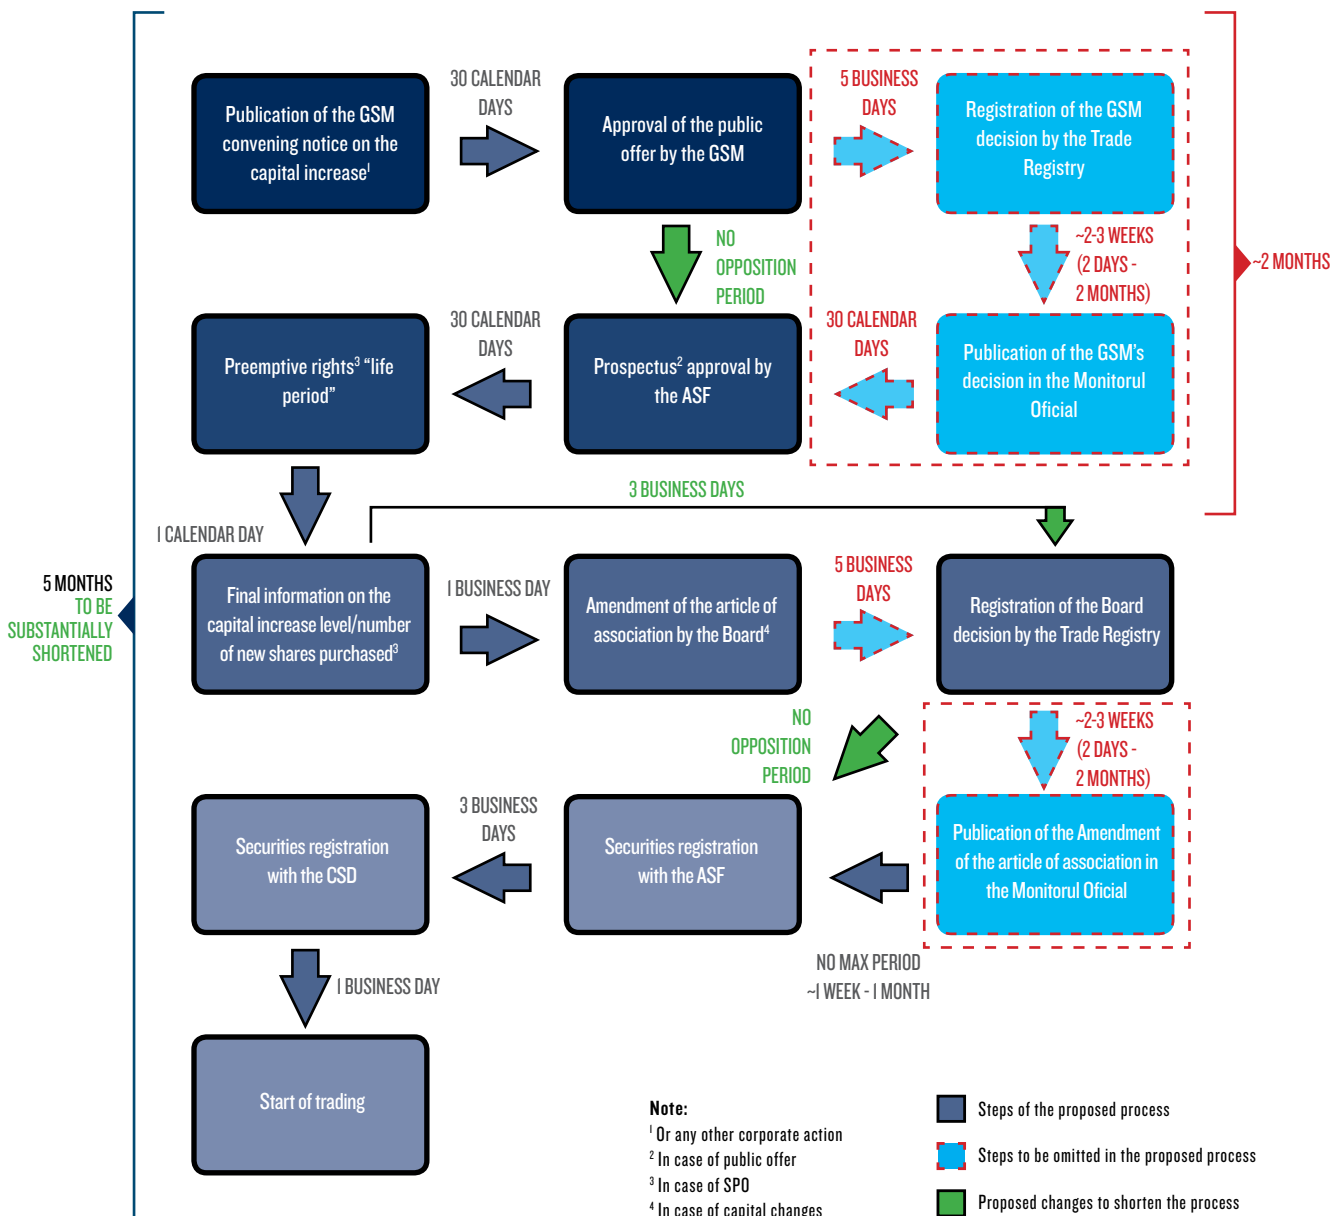 Publication of the GSM
convening notice on the
capital increase¹
30 CALENDAR
DAYS
Approval of the public
offer by the GSM
5 BUSINESS
DAYS
Registration of the GSM
decision by the Trade
Registry
NO
OPPOSITION
PERIOD
~2-3 WEEKS
(2 DAYS -
2 MONTHS)
~2 MONTHS
Preemptive rights³ “life
period”
30 CALENDAR
DAYS
Prospectus² approval by
the ASF
30 CALENDAR
DAYS
Publication of the GSM's
decision in the Monitorul
Oficial
3 BUSINESS DAYS
1 CALENDAR DAY
5 MONTHS
TO BE
SUBSTANTIALLY
SHORTENED
Final information on the
capital increase level/number
of new shares purchased³
1 BUSINESS DAY
Amendment of the article of
association by the Board⁴
5 BUSINESS
DAYS
Registration of the Board
decision by the Trade Registry
NO
OPPOSITION
PERIOD
~2-3 WEEKS
(2 DAYS -
2 MONTHS)
Securities registration
with the CSD
3 BUSINESS
DAYS
Securities registration
with the ASF
Publication of the Amendment
of the article of association in
the Monitorul Oficial
NO MAX PERIOD
~1 WEEK - 1 MONTH
1 BUSINESS DAY
Start of trading
Note:
¹ Or any other corporate action
² In case of public offer
³ In case of SPO
⁴ In case of capital changes
Steps of the proposed process
Steps to be omitted in the proposed process
Proposed changes to shorten the process